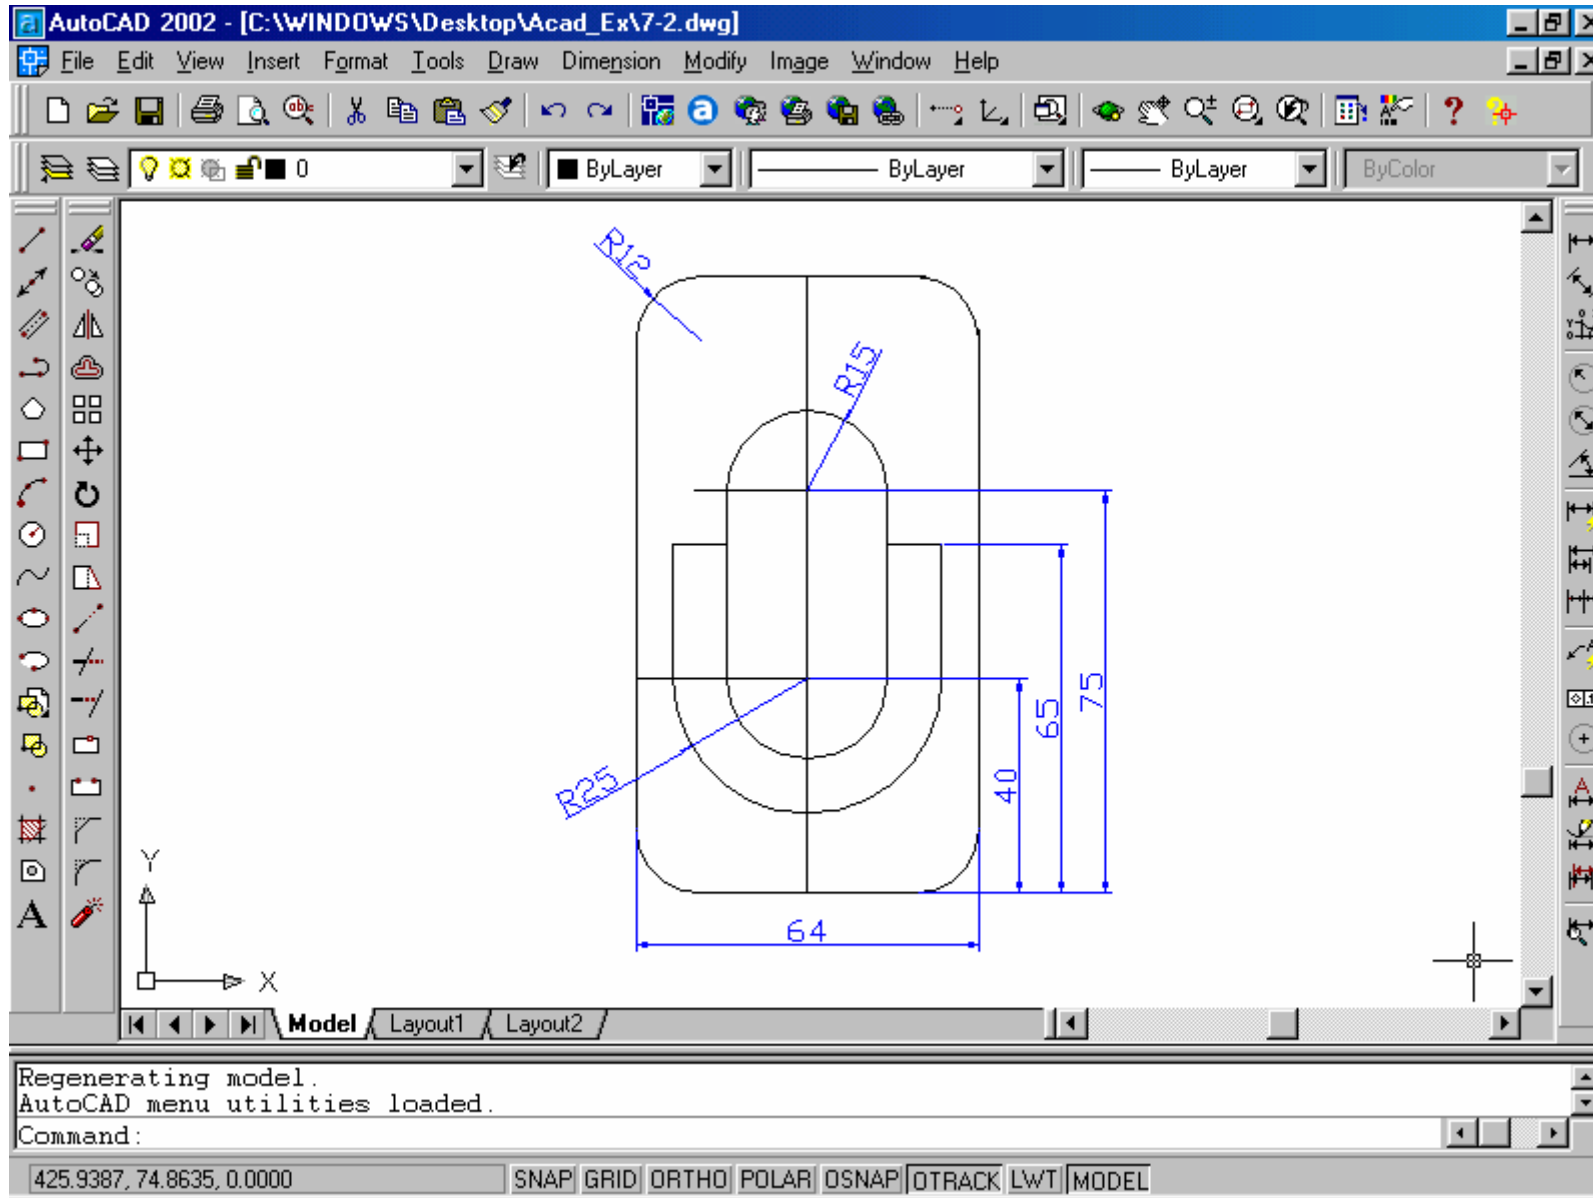 AutoCAD 2002 - [C:\WINDOWS\Desktop\Acad_Ex\7-2.dwg]
File Edit View Insert Format Tools Draw Dimension Modify Image Window Help
0 ByLayer ByLayer ByLayer ByColor
R12
R15
R25
40
65
75
64
Y
X
A
Model Layout1 Layout2
Regenerating model.
AutoCAD menu utilities loaded.
Command:
425.9387, 74.8635, 0.0000 SNAP GRID ORTHO POLAR OSNAP OTRACK LWT MODEL